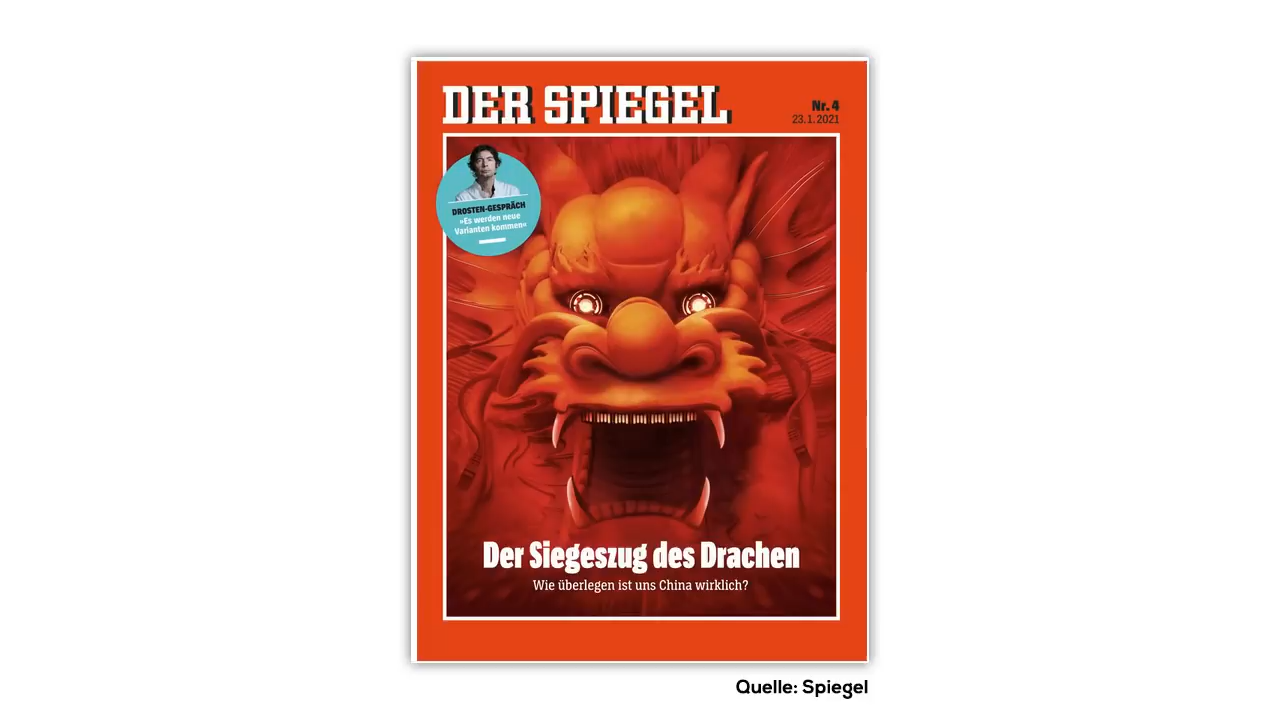 DER SPIEGEL
Nr. 4
23.1.2021
DROSTEN-GESPRÄCH
»Es werden neue
Varianten kommen«
Der Siegeszug des Drachen
Wie überlegen ist uns China wirklich?
Quelle: Spiegel